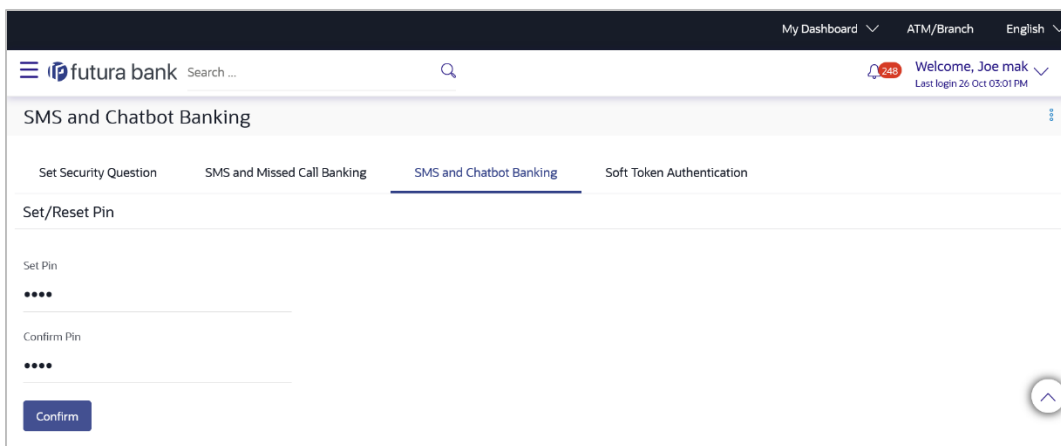 My Dashboard ATM/Branch English
futura bank Search ... 248 Welcome, Joe mak
Last login 26 Oct 03:01 PM
SMS and Chatbot Banking
Set Security Question SMS and Missed Call Banking SMS and Chatbot Banking Soft Token Authentication
Set/Reset Pin
Set Pin
••••
Confirm Pin
••••
Confirm